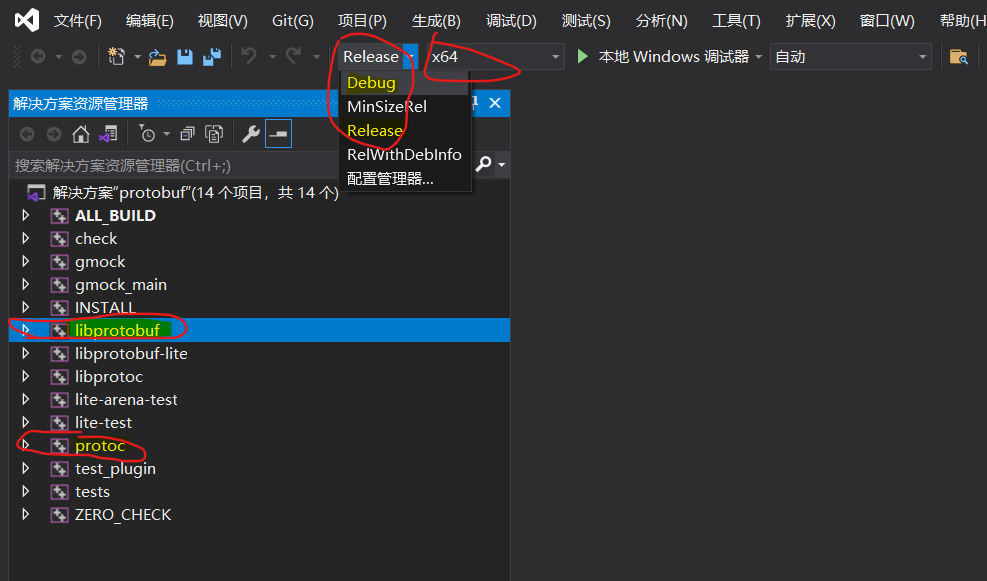 文件(F) 编辑(E) 视图(V) Git(G) 项目(P) 生成(B) 调试(D) 测试(S) 分析(N) 工具(T) 扩展(X) 窗口(W) 帮助(H
Release x64 本地 Windows 调试器 自动
Debug
MinSizeRel
Release
RelWithDebInfo
配置管理器...
解决方案资源管理器
搜索解决方案资源管理器(Ctrl+;)
解决方案"protobuf"(14 个项目，共 14 个)
ALL_BUILD
check
gmock
gmock_main
INSTALL
libprotobuf
libprotobuf-lite
libprotoc
lite-arena-test
lite-test
protoc
test_plugin
tests
ZERO_CHECK